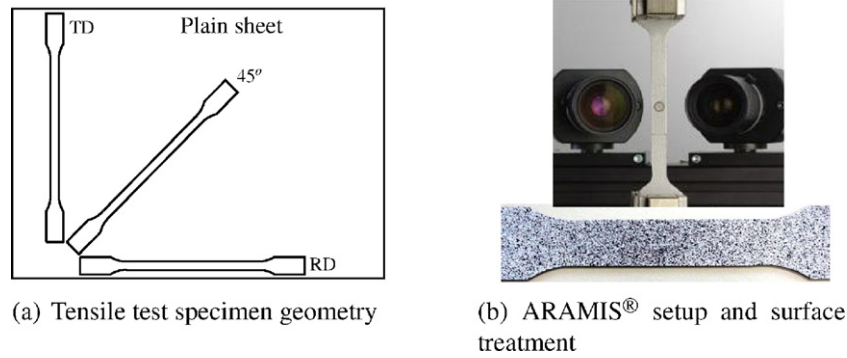 TD
Plain sheet
45º
RD
(a) Tensile test specimen geometry
(b) ARAMIS® setup and surface
treatment